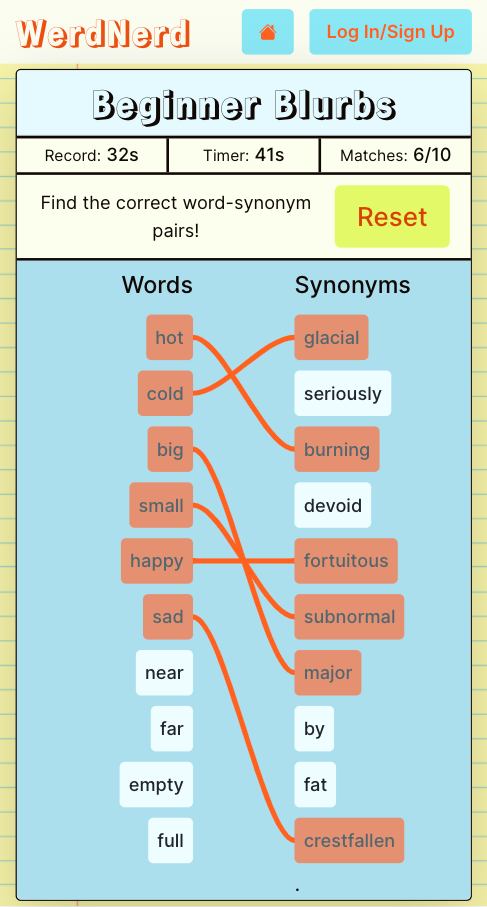 WerdNerd
Log In/Sign Up
Beginner Blurbs
Record: 32s
Timer: 41s
Matches: 6/10
Find the correct word-synonym
pairs!
Reset
Words
Synonyms
hot
glacial
cold
seriously
big
burning
small
devoid
happy
fortuitous
sad
subnormal
near
major
far
by
empty
fat
full
crestfallen
.